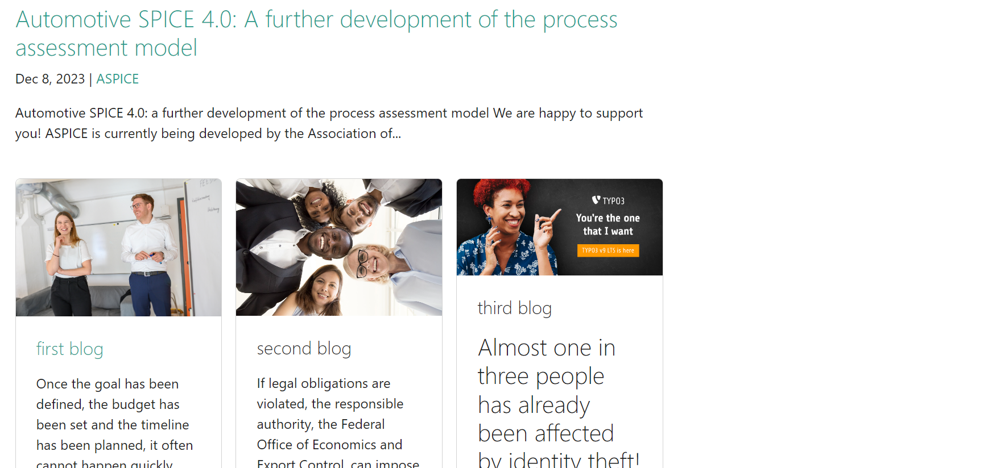 Automotive SPICE 4.0: A further development of the process
assessment model
Dec 8, 2023 | ASPICE
Automotive SPICE 4.0: a further development of the process assessment model We are happy to support
you! ASPICE is currently being developed by the Association of...
TYPO3
You're the one
that I want
TYPO3 v9 LTS is here
first blog
Once the goal has been
defined, the budget has
been set and the timeline
has been planned, it often
cannot happen quickly
second blog
If legal obligations are
violated, the responsible
authority, the Federal
Office of Economics and
Export Control, can impose
third blog
Almost one in
three people
has already
been affected
by identity theft!